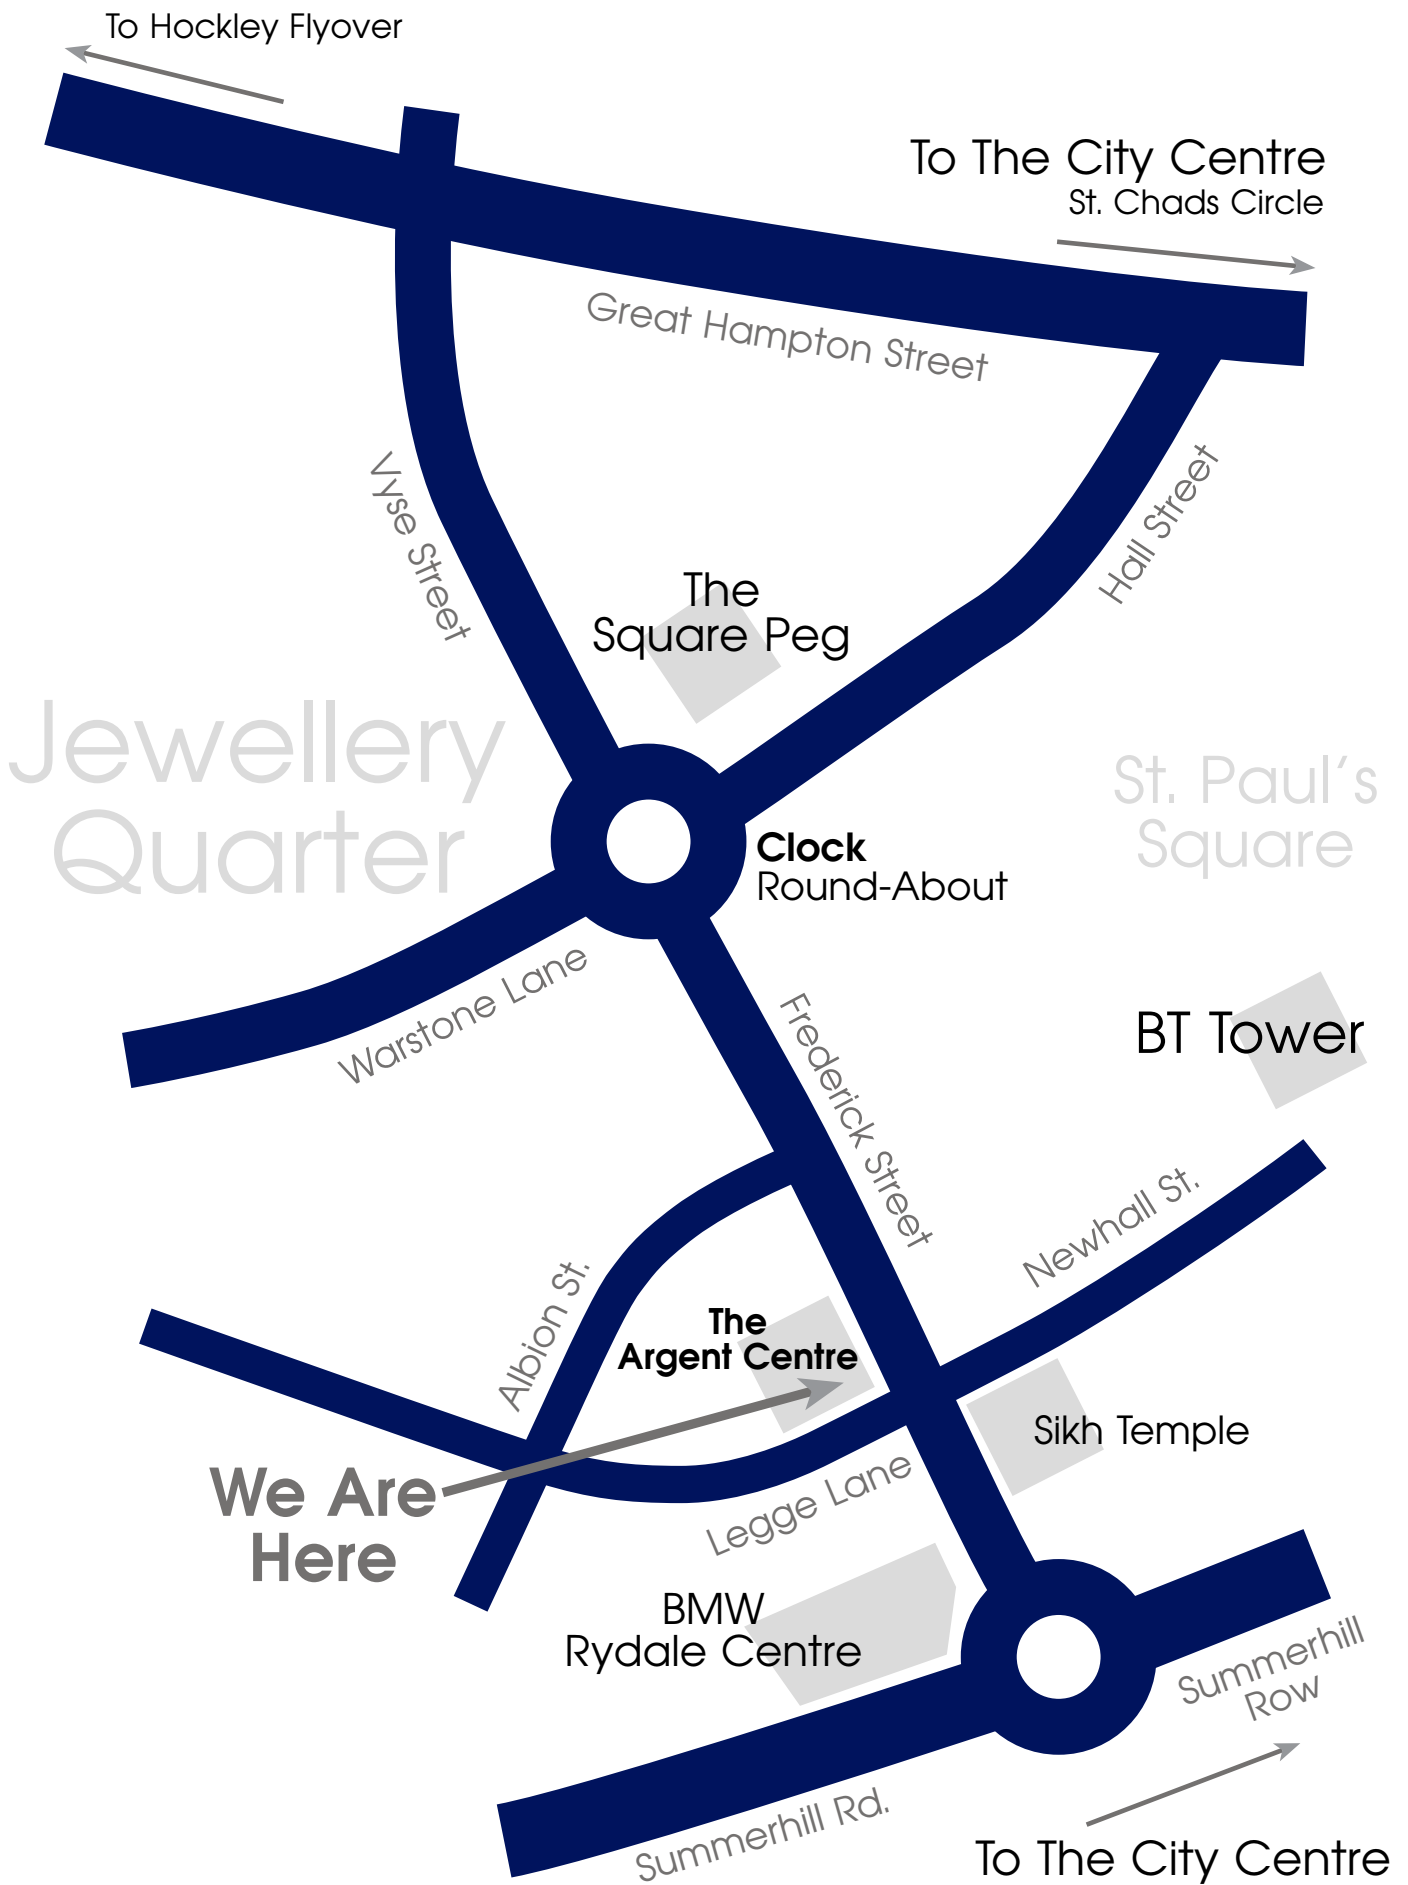 To Hockley Flyover
To The City Centre
St. Chads Circle
Great Hampton Street
Vyse Street
Hall Street
The
Square Peg
Jewellery
Quarter
St. Paul's
Square
Clock
Round-About
Warstone Lane
Frederick Street
BT Tower
Newhall St.
Albion St.
The
Argent Centre
Sikh Temple
We Are
Here
Legge Lane
BMW
Rydale Centre
Summerhill
Row
Summerhill Rd.
To The City Centre